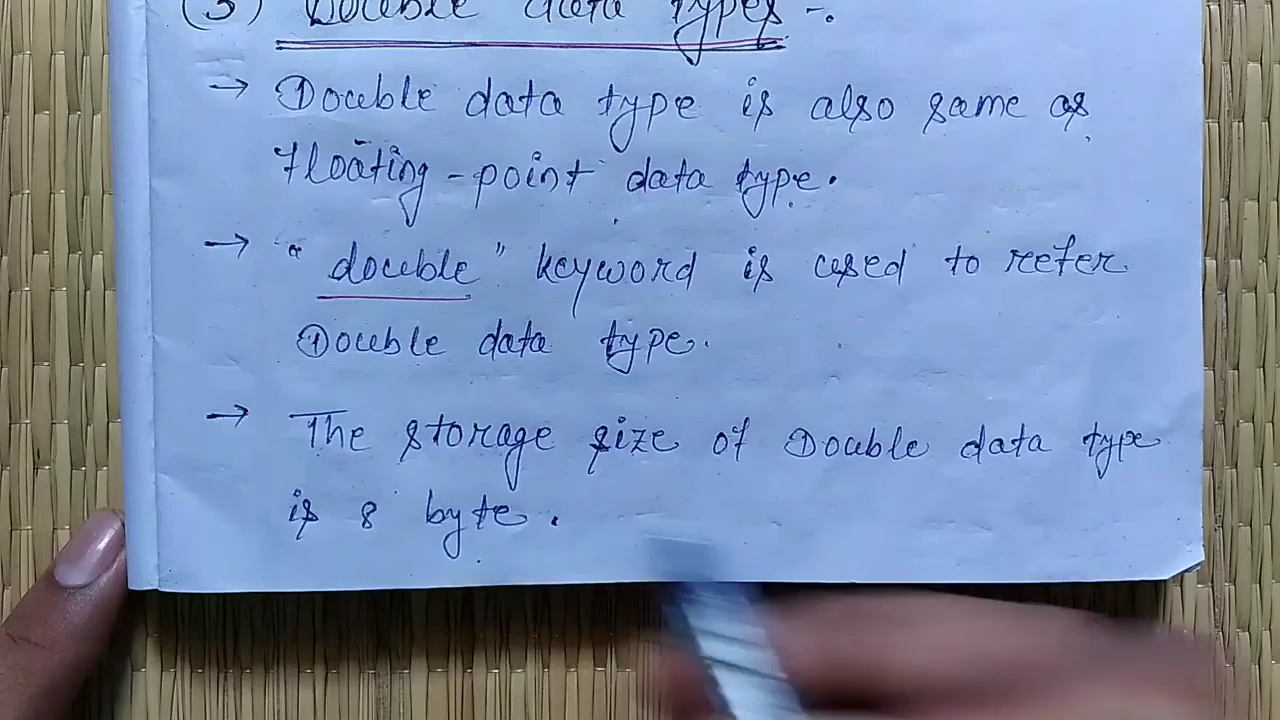 (3) Double data types :-
→ Double data type is also same as
floating-point data type.
→ "double" keyword is used to refer
Double data type.
→ The storage size of Double data type
is 8 byte.